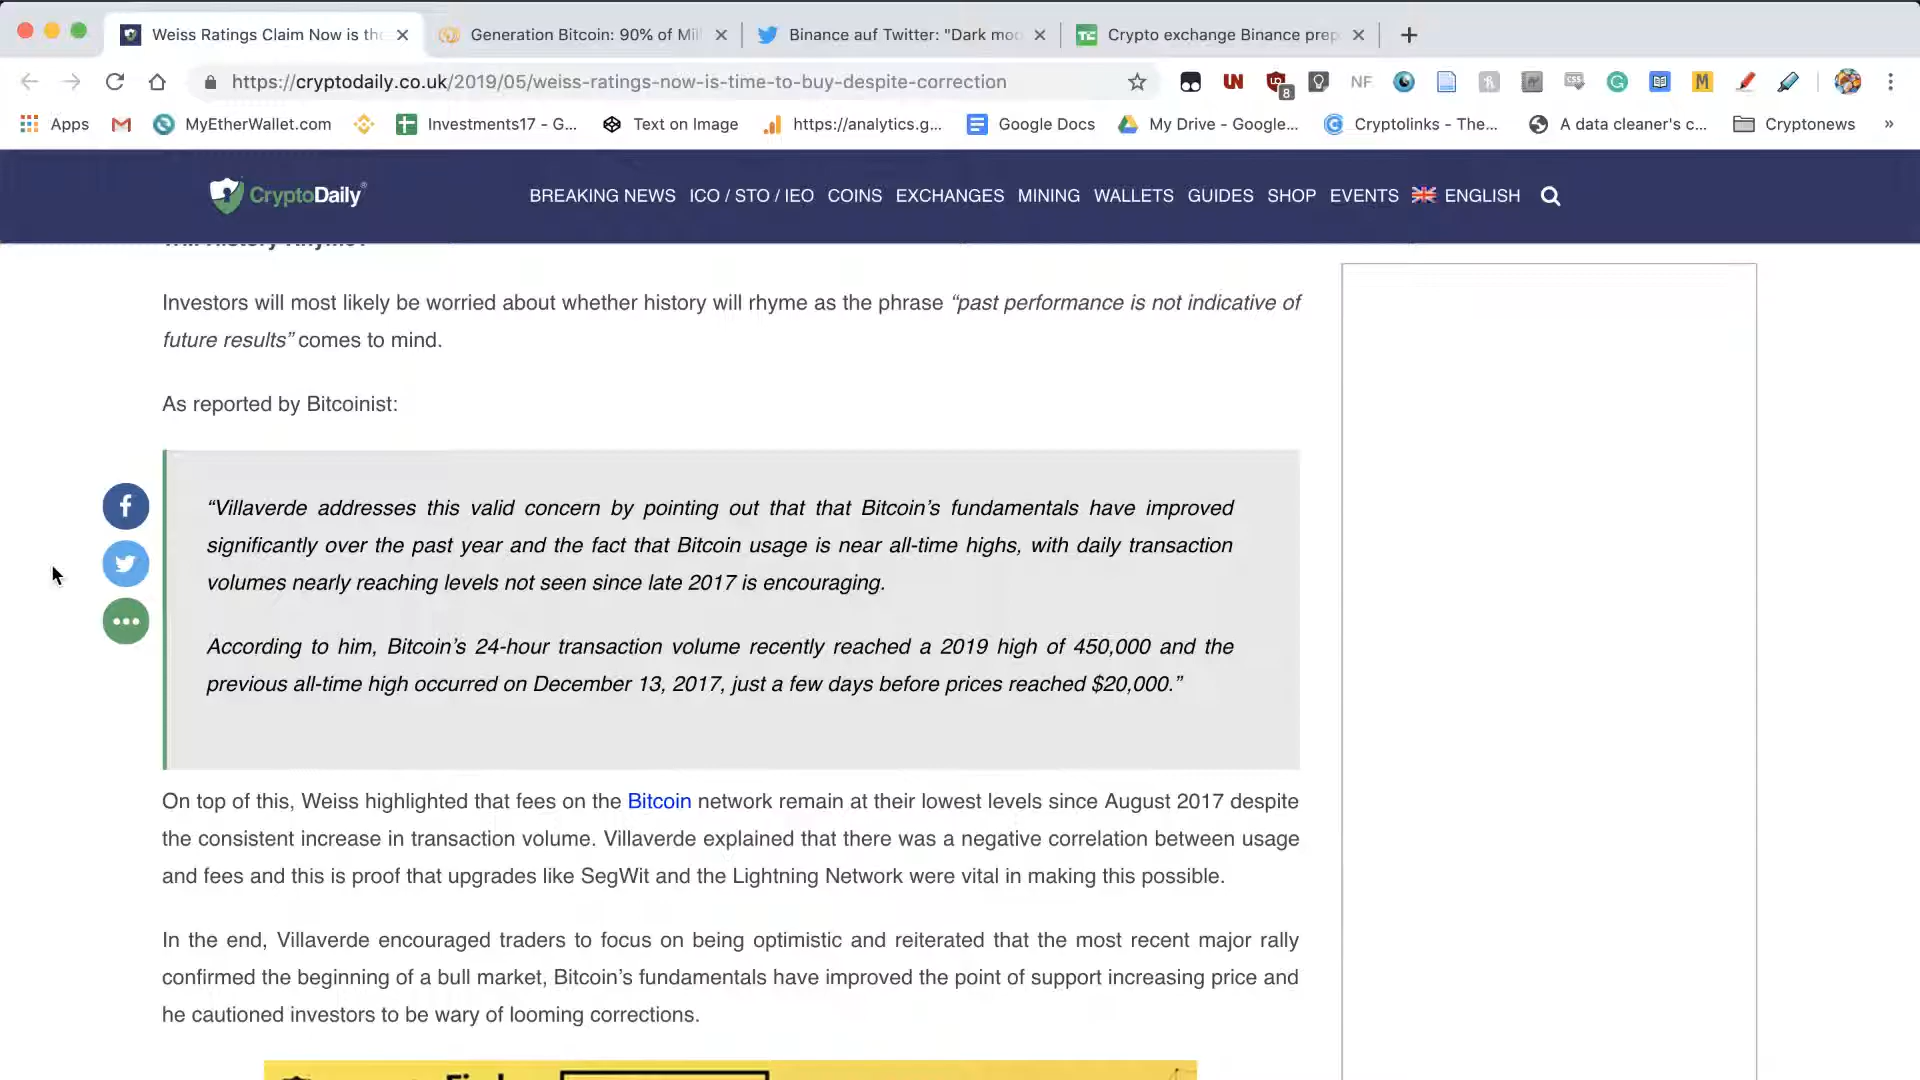 Weiss Ratings Claim Now is the
Generation Bitcoin: 90% of Mil
Binance auf Twitter: "Dark mod
Crypto exchange Binance prep
https://cryptodaily.co.uk/2019/05/weiss-ratings-now-is-time-to-buy-despite-correction
UN
8
NF
CSS
M
Apps
MyEtherWallet.com
Investments17 - G...
Text on Image
https://analytics.g...
Google Docs
My Drive - Google...
Cryptolinks - The...
A data cleaner's c...
Cryptonews
»
CryptoDaily®
BREAKING NEWS ICO / STO / IEO COINS EXCHANGES MINING WALLETS GUIDES SHOP EVENTS ENGLISH
Will History Rhyme?
Investors will most likely be worried about whether history will rhyme as the phrase “past performance is not indicative of
future results” comes to mind.
As reported by Bitcoinist:
“Villaverde addresses this valid concern by pointing out that that Bitcoin’s fundamentals have improved
significantly over the past year and the fact that Bitcoin usage is near all-time highs, with daily transaction
volumes nearly reaching levels not seen since late 2017 is encouraging.
According to him, Bitcoin’s 24-hour transaction volume recently reached a 2019 high of 450,000 and the
previous all-time high occurred on December 13, 2017, just a few days before prices reached $20,000.”
On top of this, Weiss highlighted that fees on the Bitcoin network remain at their lowest levels since August 2017 despite
the consistent increase in transaction volume. Villaverde explained that there was a negative correlation between usage
and fees and this is proof that upgrades like SegWit and the Lightning Network were vital in making this possible.
In the end, Villaverde encouraged traders to focus on being optimistic and reiterated that the most recent major rally
confirmed the beginning of a bull market, Bitcoin’s fundamentals have improved the point of support increasing price and
he cautioned investors to be wary of looming corrections.